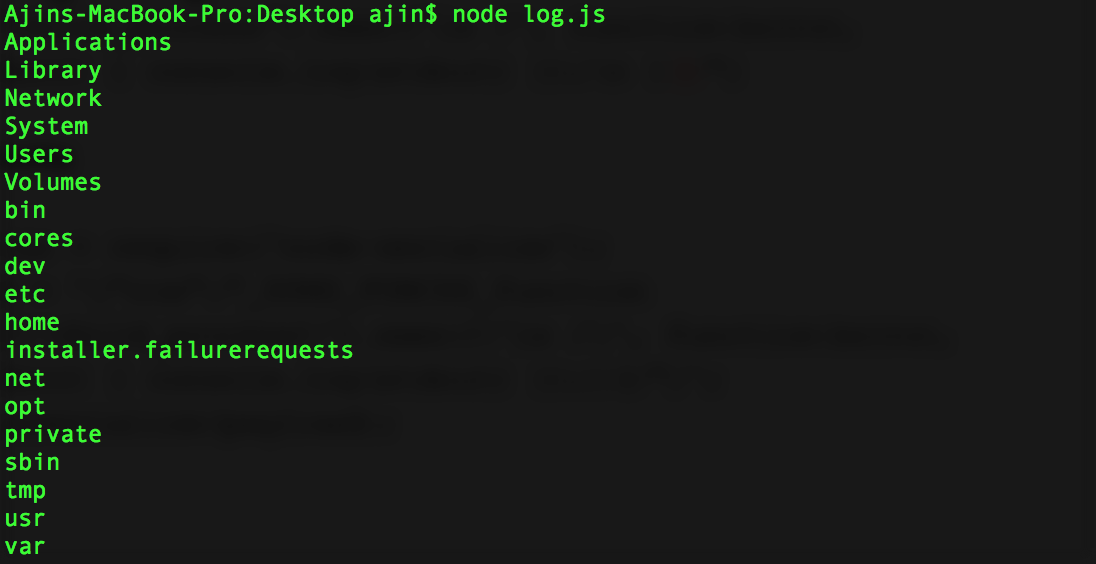 Ajins-MacBook-Pro:Desktop ajin$ node log.js
Applications
Library
Network
System
Users
Volumes
bin
cores
dev
etc
home
installer.failurerequests
net
opt
private
sbin
tmp
usr
var